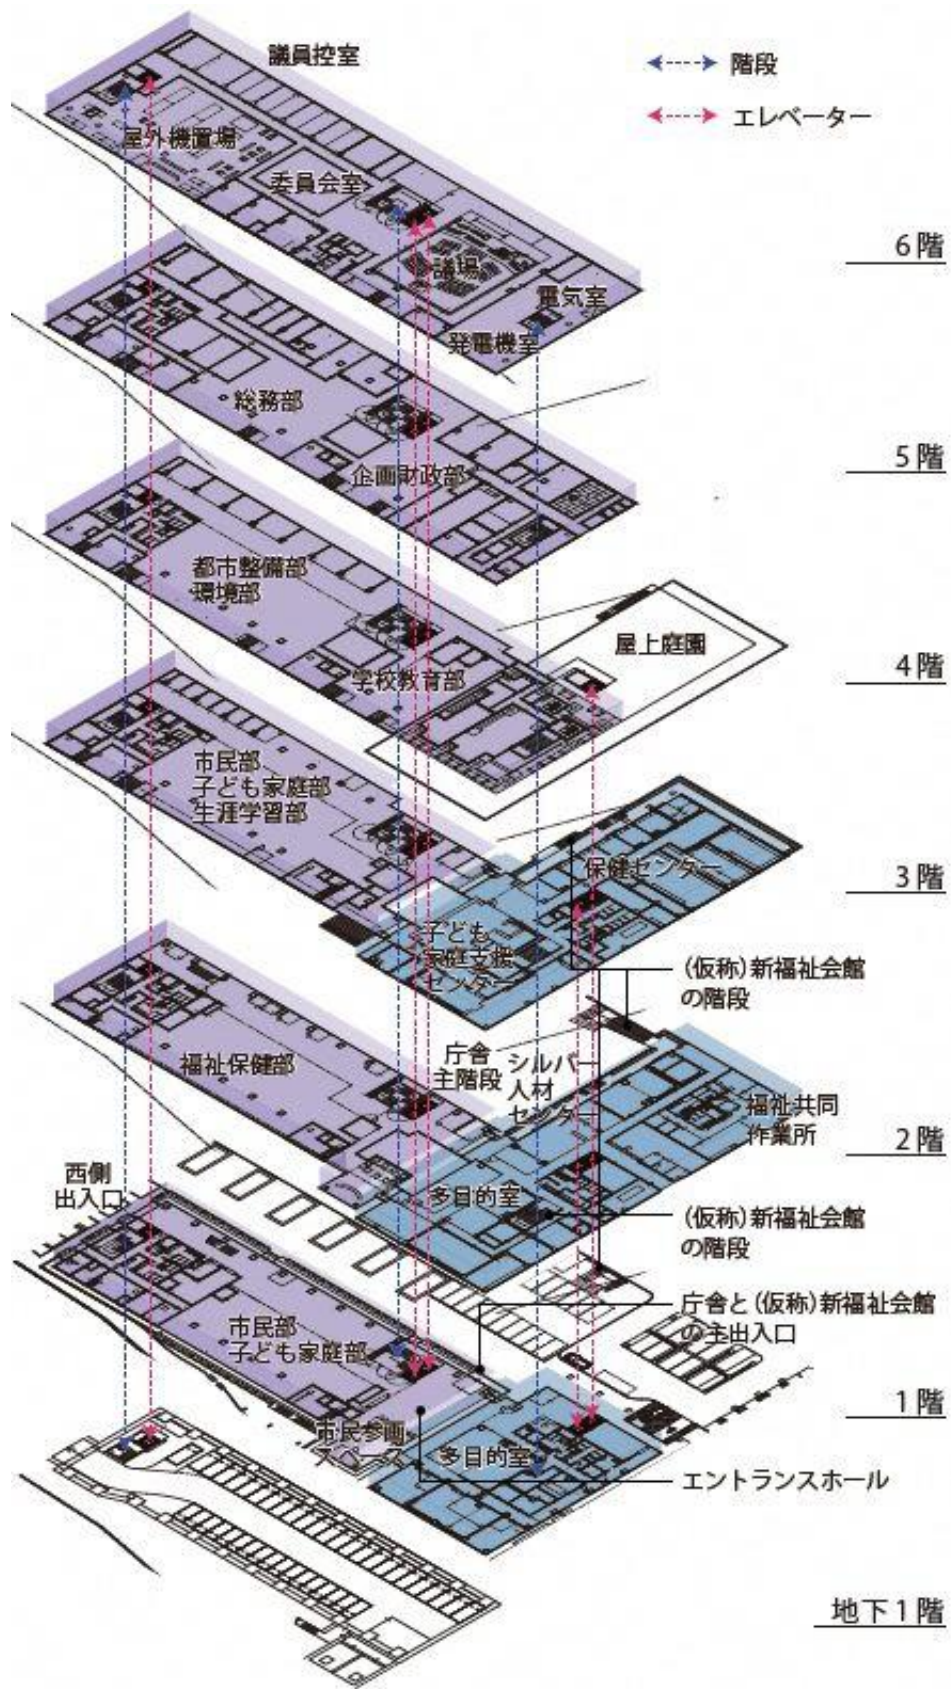 議員控室
階段
エレベーター
屋外機置場
委員会室
議場
6階
電気室
発電機室
総務部
5階
企画財政部
都市整備部
環境部
屋上庭園
4階
学校教育部
市民部
子ども家庭部
生涯学習部
保健センター
3階
子ども
家庭支援
センター
(仮称)新福祉会館
の階段
庁舎
主階段
シルバー
人材
センター
福祉保健部
福祉共同
作業所
2階
西側
出入口
多目的室
(仮称)新福祉会館
の階段
庁舎と(仮称)新福祉会館
の主出入口
市民部
子ども家庭部
1階
市民参画
スペース
多目的室
エントランスホール
地下1階